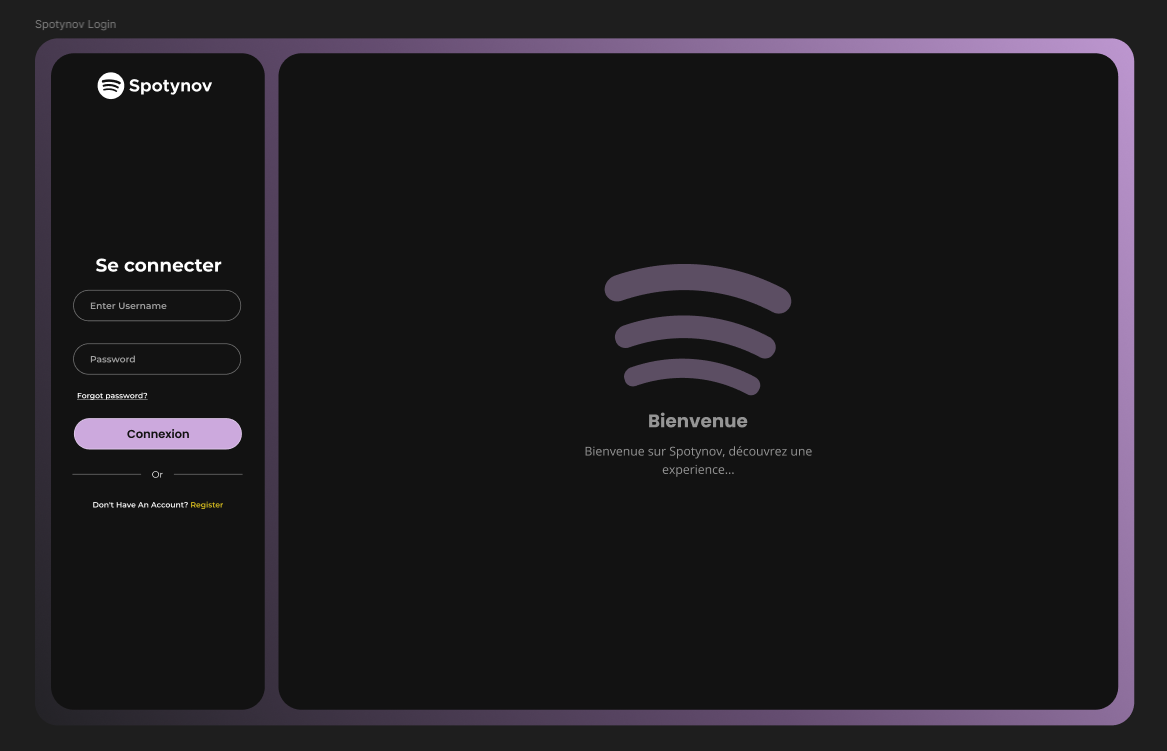 Spotynov Login
Spotynov
Se connecter
Enter Username
Password
Forgot password?
Connexion
Or
Don't Have An Account? Register
Bienvenue
Bienvenue sur Spotynov, découvrez une
experience...